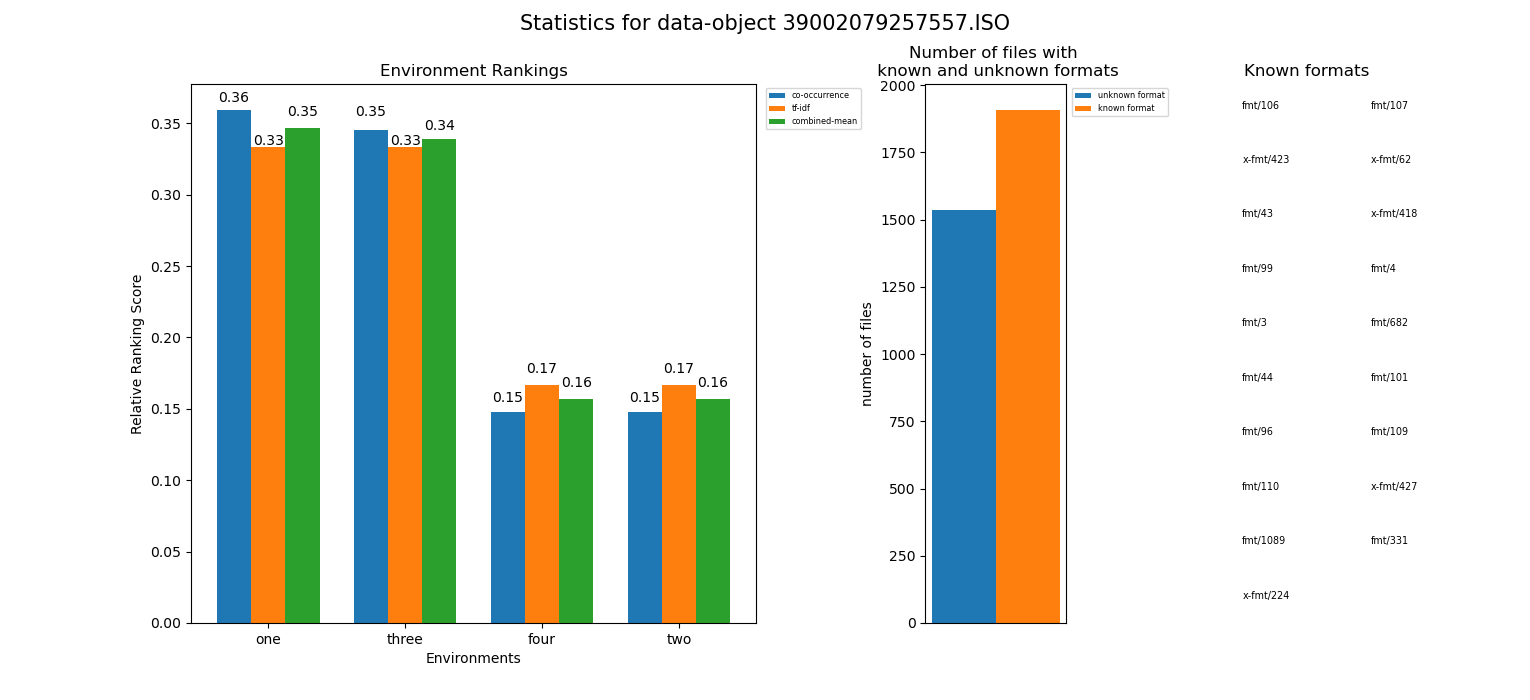 Statistics for data-object 39002079257557.ISO
Environment Rankings
0.36
0.33
0.35
0.35
0.33
0.34
0.15
0.17
0.16
0.15
0.17
0.16
0.35
0.30
0.25
0.20
0.15
0.10
0.05
0.00
Relative Ranking Score
one three four two
Environments
co-occurrence
tf-idf
combined-mean
Number of files with
known and unknown formats
2000
1750
1500
1250
1000
750
500
250
0
number of files
unknown format
known format
Known formats
fmt/106 fmt/107
x-fmt/423 x-fmt/62
fmt/43 x-fmt/418
fmt/99 fmt/4
fmt/3 fmt/682
fmt/44 fmt/101
fmt/96 fmt/109
fmt/110 x-fmt/427
fmt/1089 fmt/331
x-fmt/224